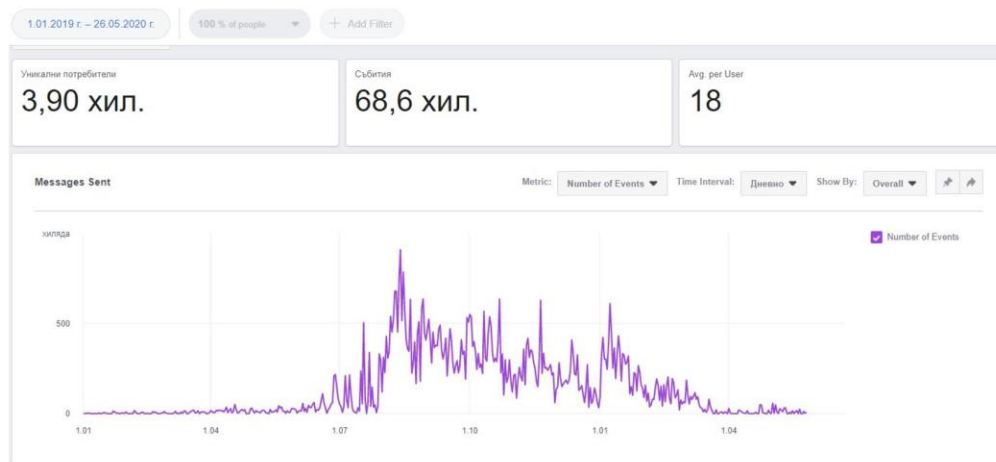 1.01.2019 г. – 26.05.2020 г.
100 % of people
+ Add Filter
Уникални потребители
3,90 хил.
Събития
68,6 хил.
Avg. per User
18
Messages Sent
Metric: Number of Events
Time Interval: Дневно
Show By: Overall
хиляда
Number of Events
500
0
1.01 1.04 1.07 1.10 1.01 1.04